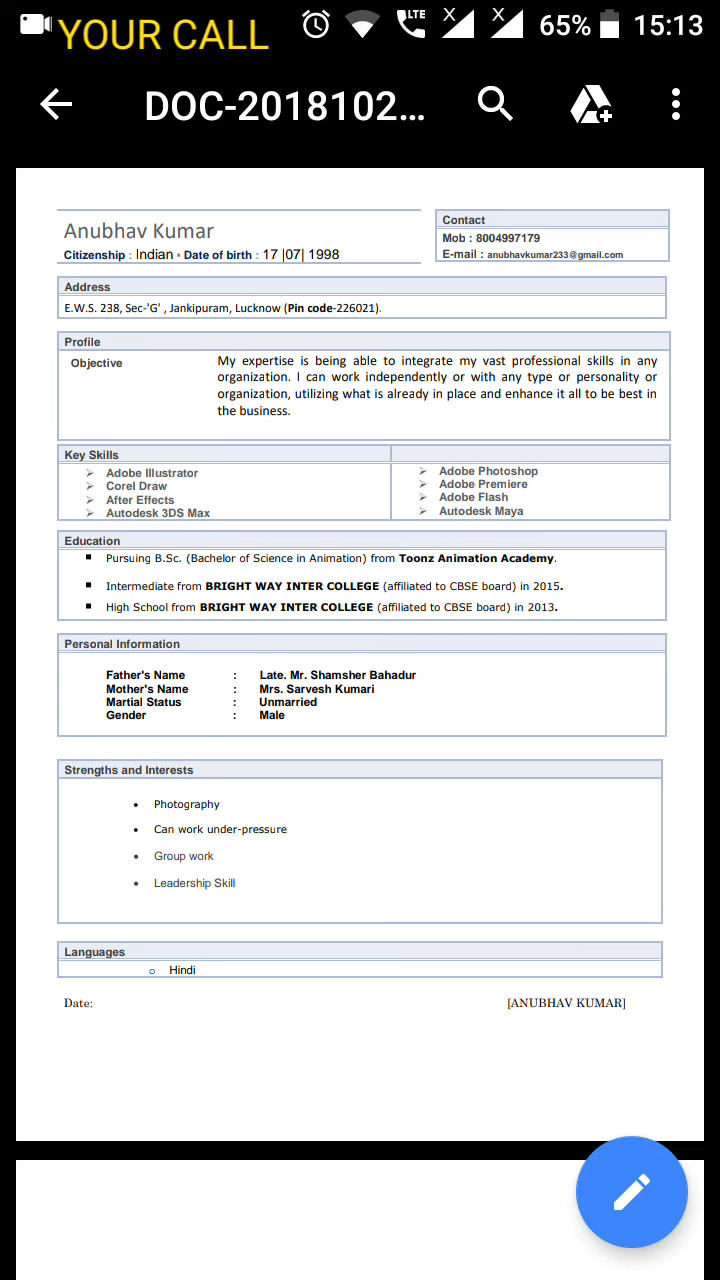 YOUR CALL
LTE
X X 65% 15:13
DOC-2018102...
Anubhav Kumar
Citizenship : Indian ▪ Date of birth : 17 |07| 1998
Contact
Mob : 8004997179
E-mail : anubhavkumar233@gmail.com
Address
E.W.S. 238, Sec-'G' , Jankipuram, Lucknow (Pin code-226021).
Profile
Objective
My expertise is being able to integrate my vast professional skills in any
organization. I can work independently or with any type or personality or
organization, utilizing what is already in place and enhance it all to be best in
the business.
Key Skills
➢ Adobe Illustrator
➢ Corel Draw
➢ After Effects
➢ Autodesk 3DS Max
➢ Adobe Photoshop
➢ Adobe Premiere
➢ Adobe Flash
➢ Autodesk Maya
Education
▪ Pursuing B.Sc. (Bachelor of Science in Animation) from Toonz Animation Academy.
▪ Intermediate from BRIGHT WAY INTER COLLEGE (affiliated to CBSE board) in 2015.
▪ High School from BRIGHT WAY INTER COLLEGE (affiliated to CBSE board) in 2013.
Personal Information
Father's Name : Late. Mr. Shamsher Bahadur
Mother's Name : Mrs. Sarvesh Kumari
Martial Status : Unmarried
Gender : Male
Strengths and Interests
• Photography
• Can work under-pressure
• Group work
• Leadership Skill
Languages
o Hindi
Date: [ANUBHAV KUMAR]